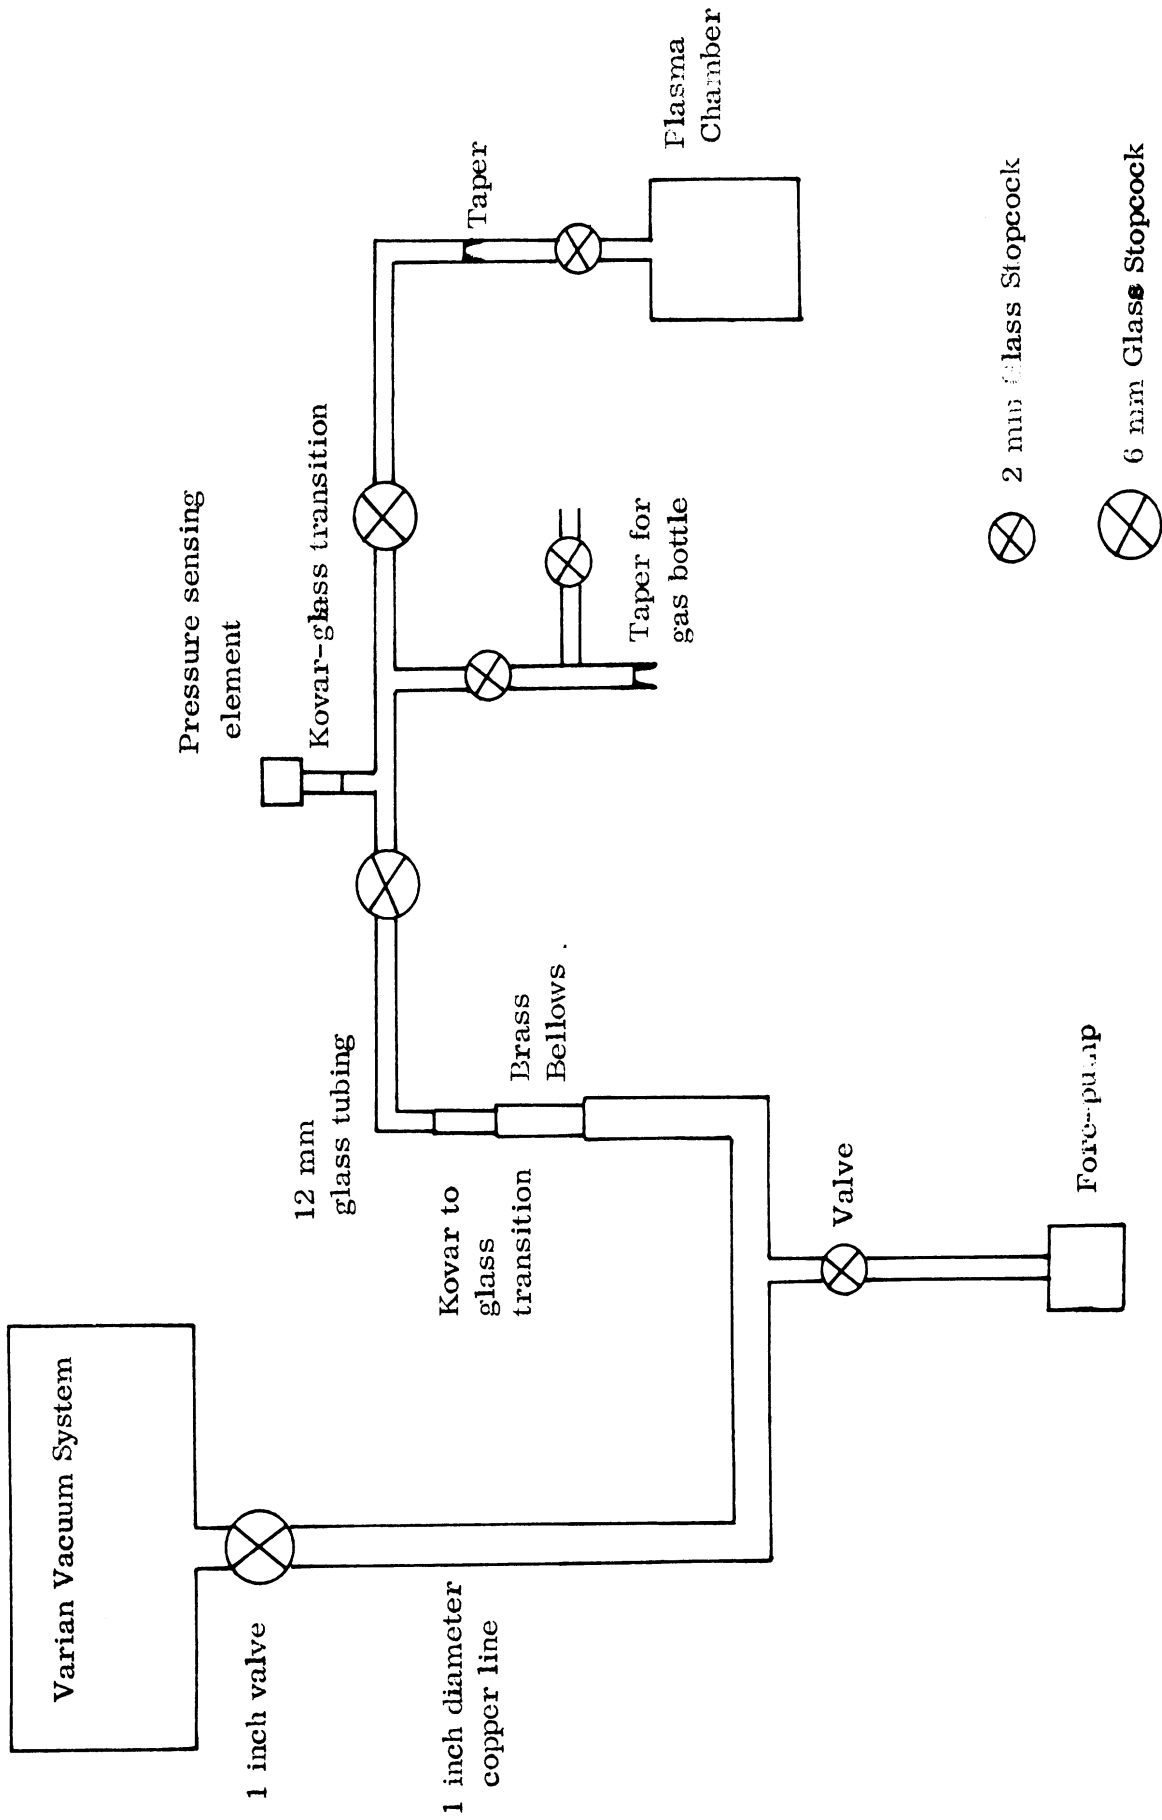 Varian Vacuum System
1 inch valve
1 inch diameter
copper line
12 mm
glass tubing
Kovar to
glass
transition
Brass
Bellows .
Valve
Fore-pump
Pressure sensing
element
Kovar-glass transition
Taper for
gas bottle
Taper
Plasma
Chamber
2 mm Glass Stopcock
6 mm Glass Stopcock